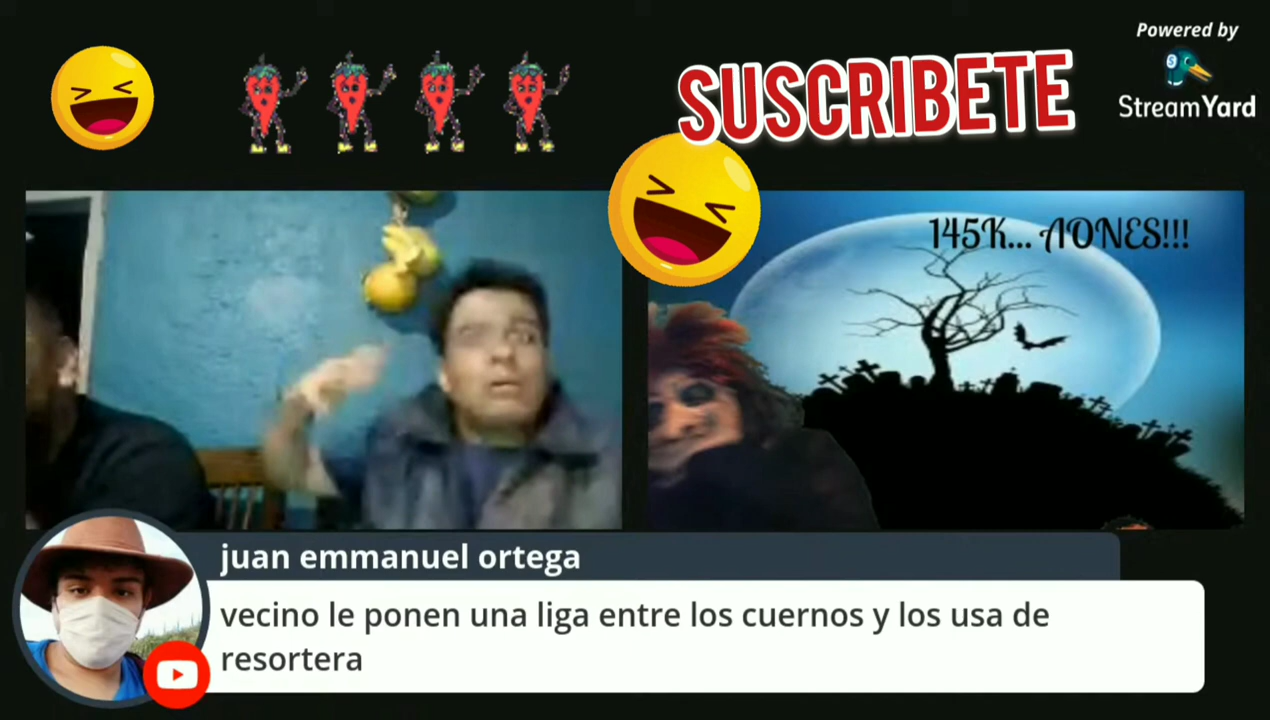 Powered by
StreamYard
SUSCRIBETE
145K... AONES!!!
juan emmanuel ortega
vecino le ponen una liga entre los cuernos y los usa de
resortera